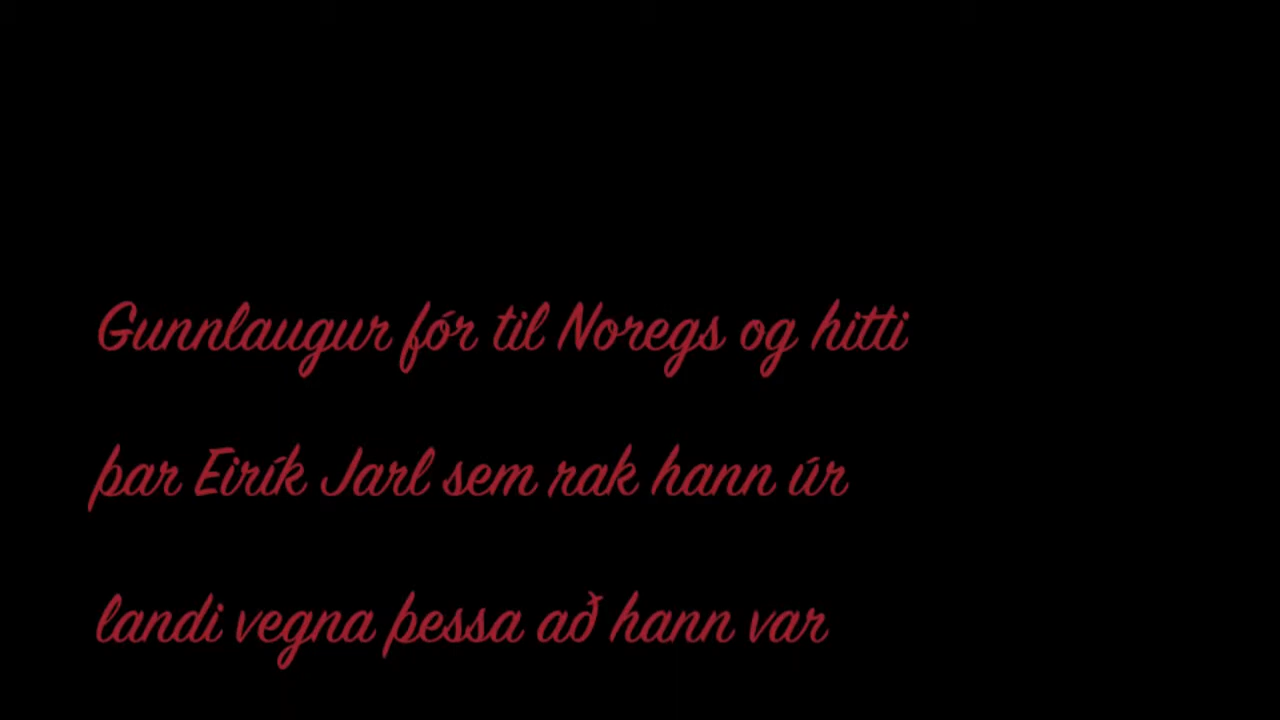 Gunnlaugur fór til Noregs og hitti
þar Eirík Jarl sem rak hann úr
landi vegna þessa að hann var